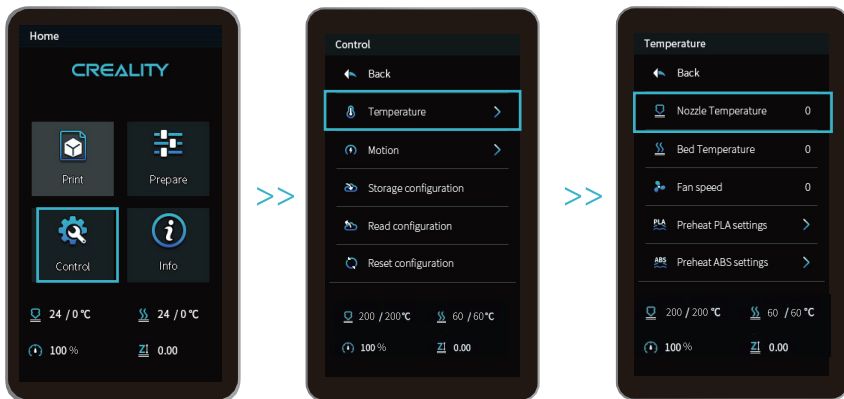 Home
CREALITY
Print
Prepare
Control
Info
24 / 0 ℃
24 / 0 ℃
100 %
Z 0.00
>>
Control
Back
Temperature
Motion
Storage configuration
Read configuration
Reset configuration
200 / 200℃
60 / 60℃
100 %
Z 0.00
>>
Temperature
Back
Nozzle Temperature 0
Bed Temperature 0
Fan speed 0
PLA Preheat PLA settings
ABS Preheat ABS settings
200 / 200 ℃
60 / 60 ℃
100 %
Z 0.00